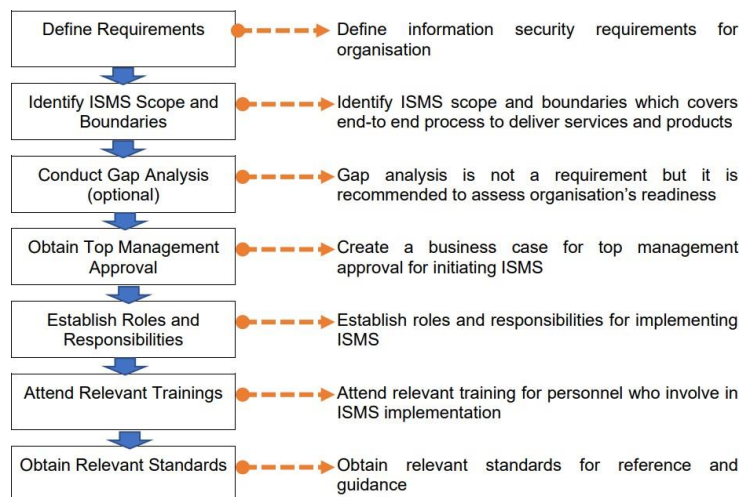 Define Requirements
Define information security requirements for
organisation
Identify ISMS Scope and
Boundaries
Identify ISMS scope and boundaries which covers
end-to end process to deliver services and products
Conduct Gap Analysis
(optional)
Gap analysis is not a requirement but it is
recommended to assess organisation's readiness
Obtain Top Management
Approval
Create a business case for top management
approval for initiating ISMS
Establish Roles and
Responsibilities
Establish roles and responsibilities for implementing
ISMS
Attend Relevant Trainings
Attend relevant training for personnel who involve in
ISMS implementation
Obtain Relevant Standards
Obtain relevant standards for reference and
guidance